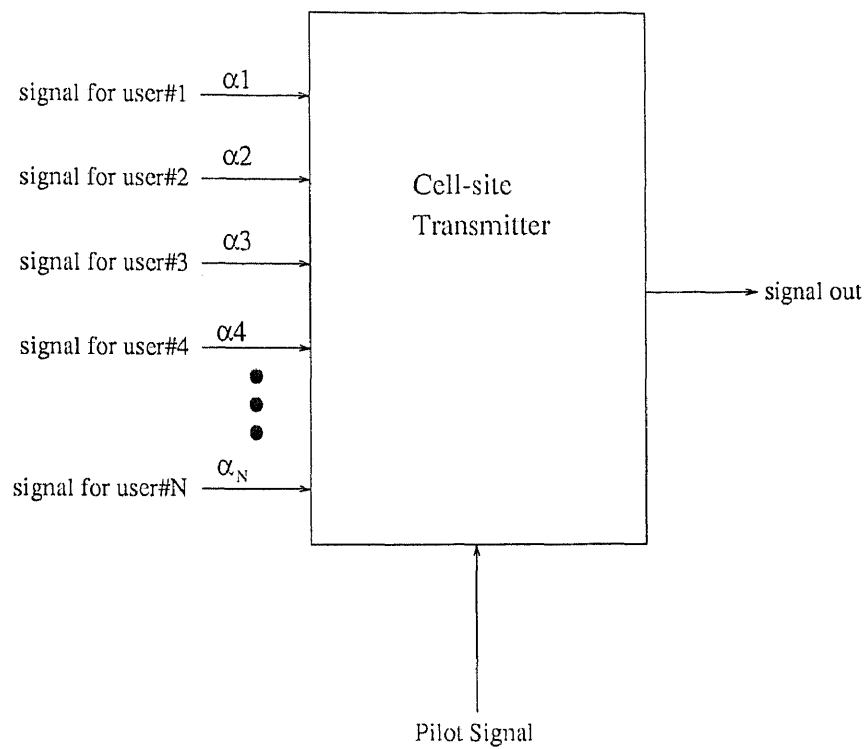 α1
signal for user#1
α2
signal for user#2
α3
signal for user#3
α4
signal for user#4
α_N
signal for user#N
Cell-site
Transmitter
signal out
Pilot Signal